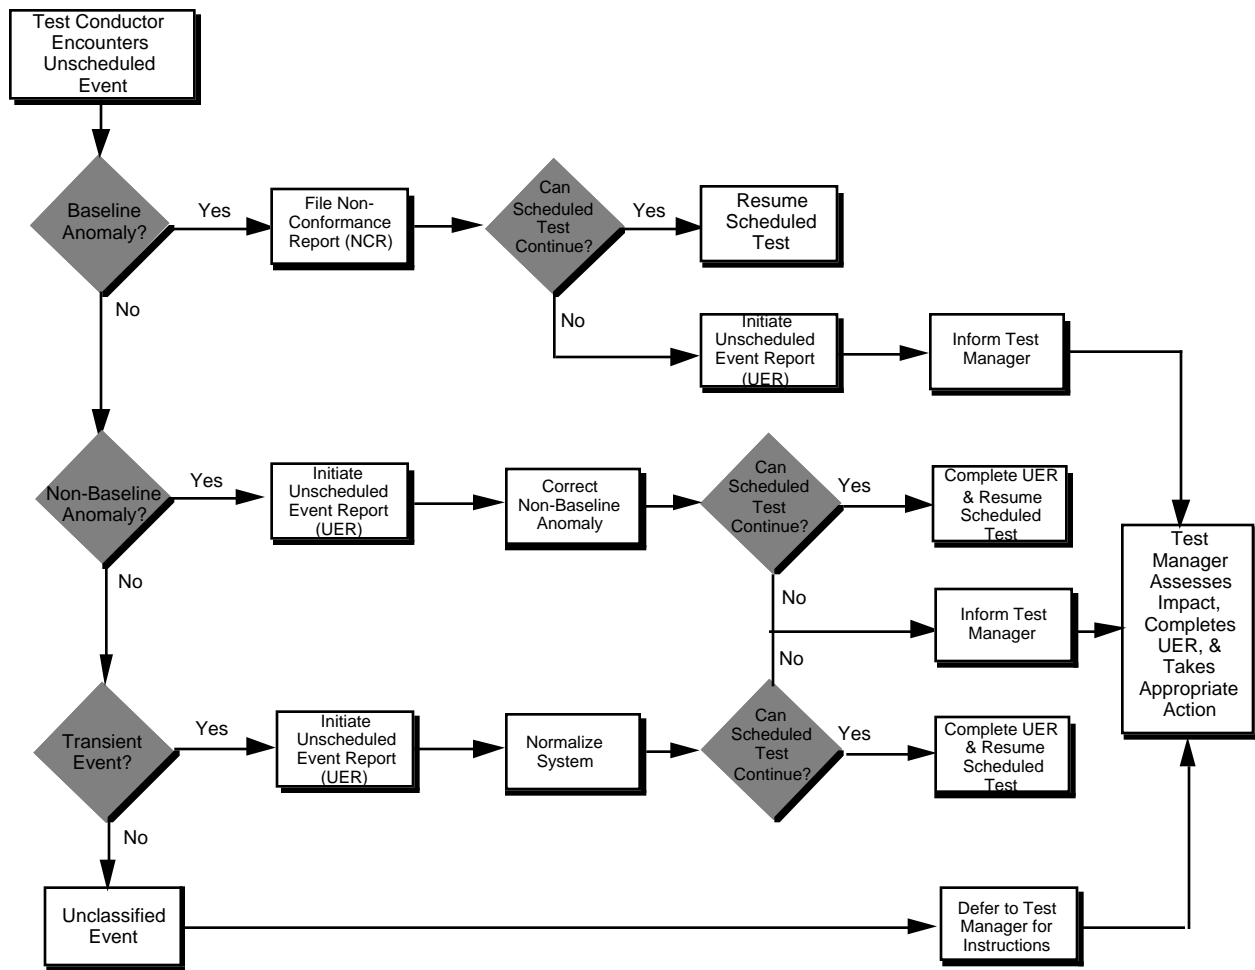 Test Conductor
Encounters
Unscheduled
Event
Baseline
Anomaly?
Yes
File Non-
Conformance
Report (NCR)
Can
Scheduled
Test
Continue?
Yes
Resume
Scheduled
Test
No
No
Initiate
Unscheduled
Event Report
(UER)
Inform Test
Manager
Non-Baseline
Anomaly?
Yes
Initiate
Unscheduled
Event Report
(UER)
Correct
Non-Baseline
Anomaly
Can
Scheduled
Test
Continue?
Yes
Complete UER
& Resume
Scheduled
Test
No
No
Inform Test
Manager
Test
Manager
Assesses
Impact,
Completes
UER, &
Takes
Appropriate
Action
No
Transient
Event?
Yes
Initiate
Unscheduled
Event Report
(UER)
Normalize
System
Can
Scheduled
Test
Continue?
Yes
Complete UER
& Resume
Scheduled
Test
No
Unclassified
Event
Defer to Test
Manager for
Instructions